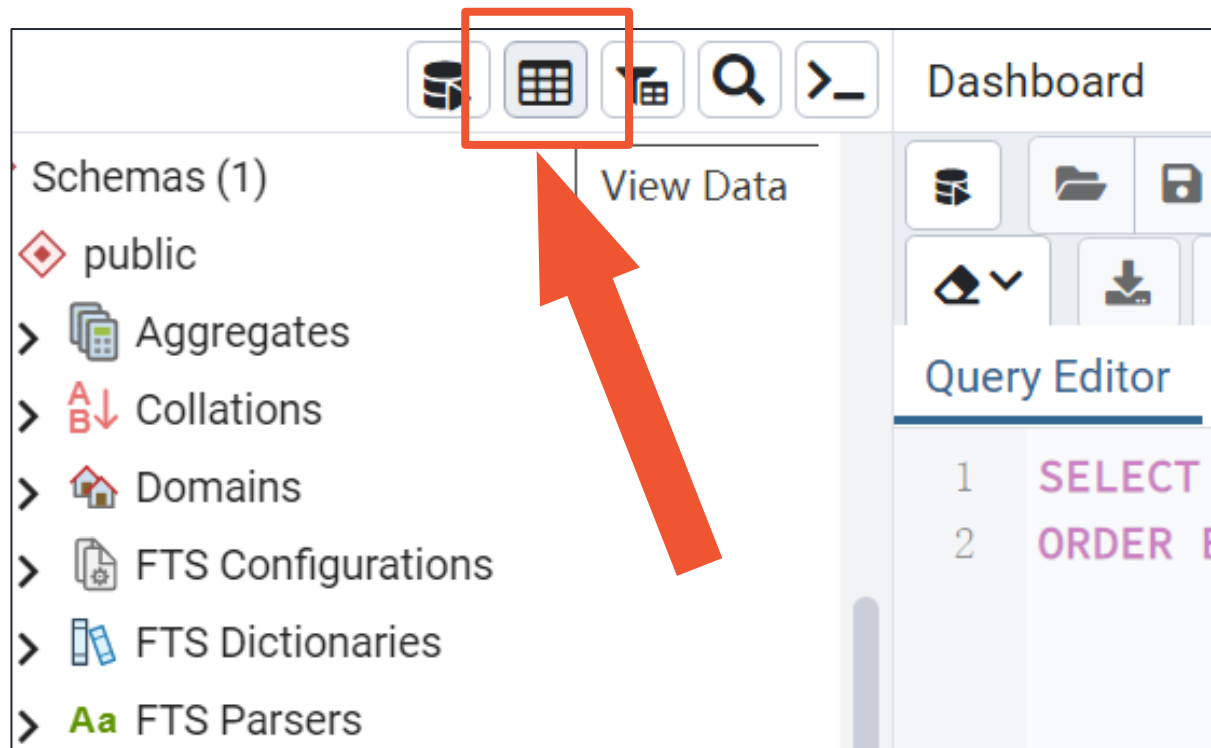 Dashboard
Schemas (1)
View Data
public
Aggregates
Collations
Domains
FTS Configurations
FTS Dictionaries
Aa FTS Parsers
Query Editor
1 SELECT
2 ORDER